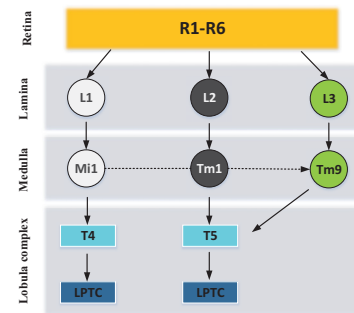 Retina
R1-R6
Lamina
L1 L2 L3
Medulla
Mi1 Tm1 Tm9
Lobula complex
T4 T5
LPTC LPTC